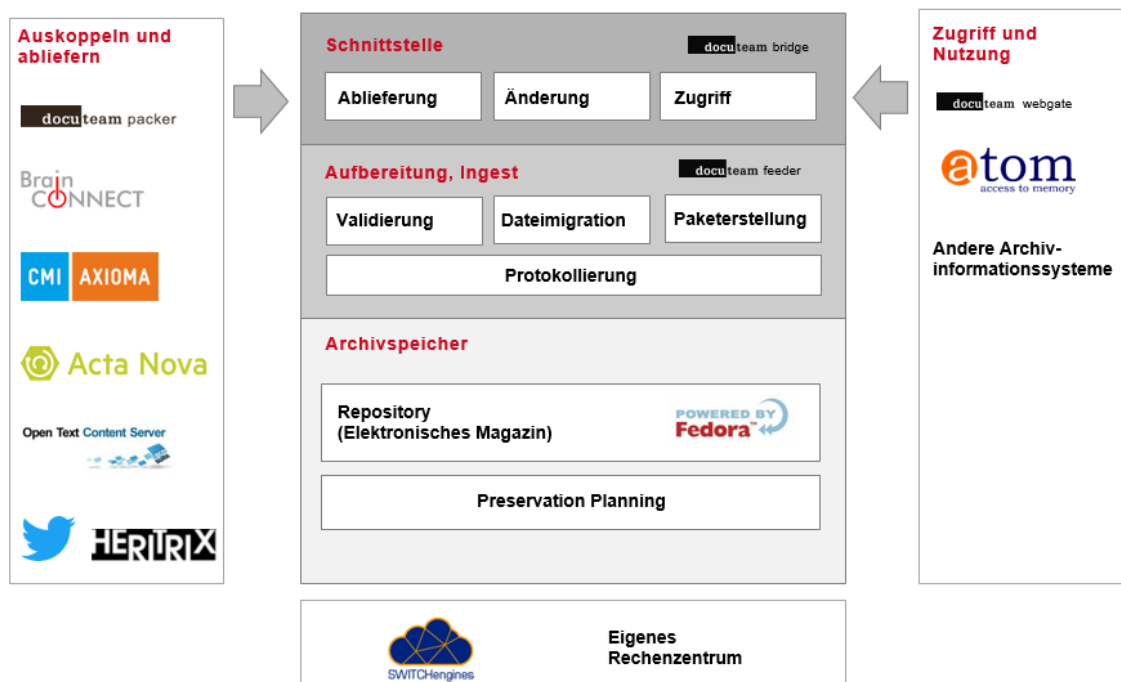 Auskoppeln und
abliefern
docuteam packer
Brain
CONNECT
CMI AXIOMA
Acta Nova
Open Text Content Server
HERITRIX
Schnittstelle
docuteam bridge
Ablieferung
Änderung
Zugriff
Aufbereitung, Ingest
docuteam feeder
Validierung
Dateimigration
Paketerstellung
Protokollierung
Archivspeicher
Repository
(Elektronisches Magazin)
POWERED BY
Fedora™
Preservation Planning
SWITCHengines
Eigenes
Rechenzentrum
Zugriff und
Nutzung
docuteam webgate
atom
access to memory
Andere Archiv-
informationssysteme